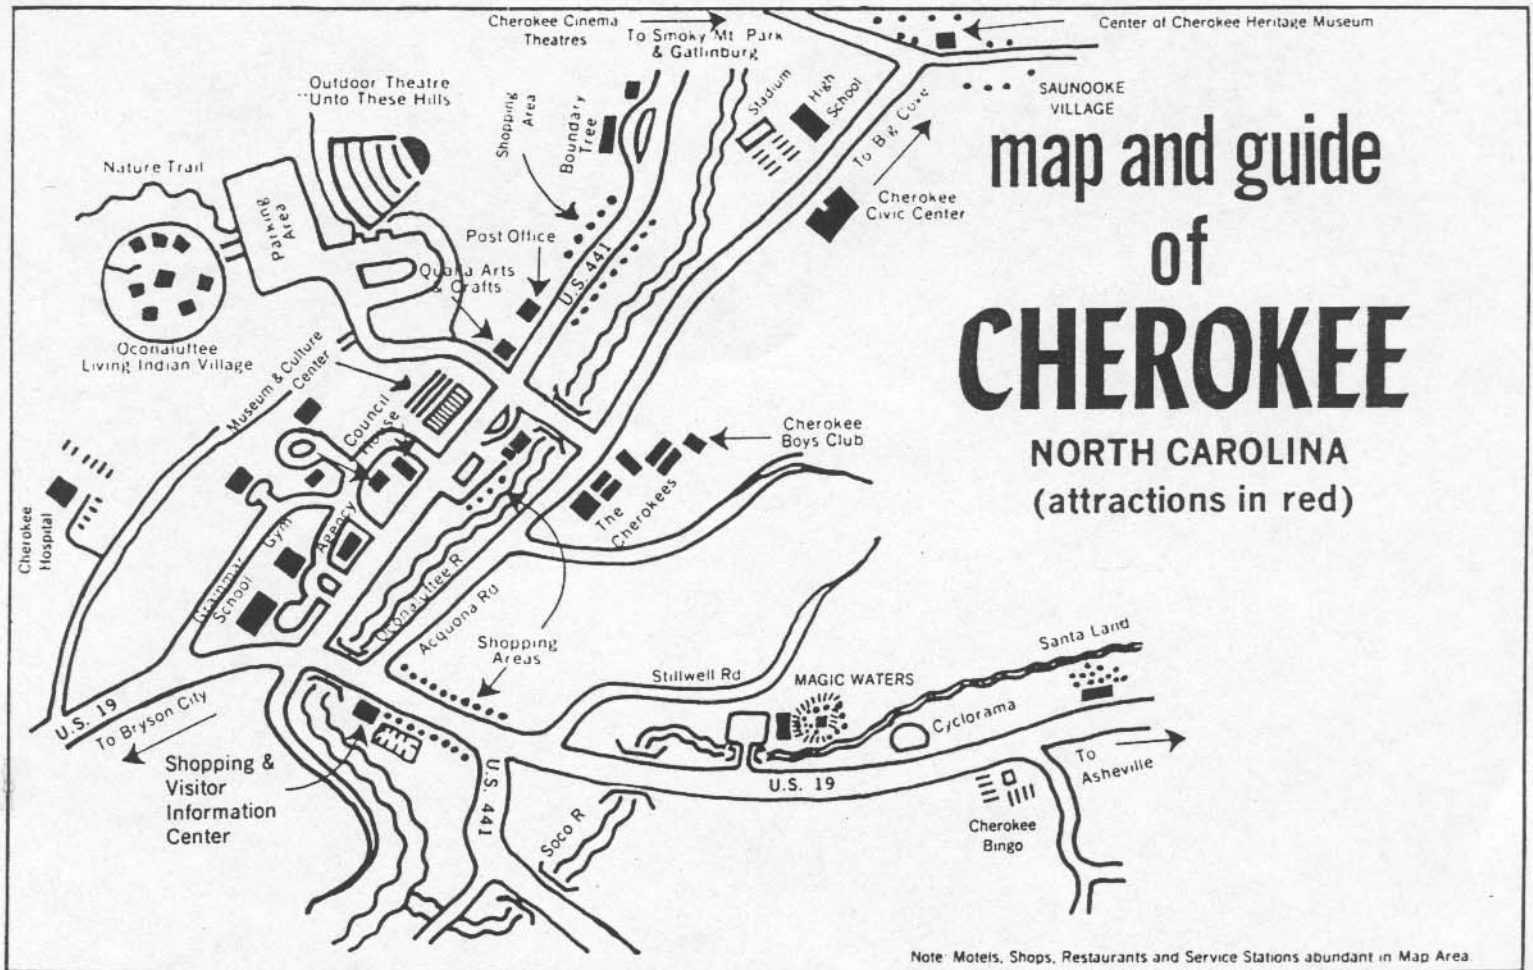 Cherokee Cinema
Theatres
To Smoky Mt. Park
& Gatlinburg
Center of Cherokee Heritage Museum
SAUNOOKE
VILLAGE
map and guide
of
CHEROKEE
NORTH CAROLINA
(attractions in red)
Outdoor Theatre
"Unto These Hills"
Shopping
Area
Boundary
Tree
Stadium
High
School
To Big Cove
Cherokee
Civic Center
Nature Trail
Parking
Area
Post Office
Qualla Arts
& Crafts
U.S. 441
Oconaluftee
Living Indian Village
Museum & Culture
Center
Council
House
Cherokee
Boys Club
The
Cherokees
Cherokee
Hospital
Gym
Agency
Grammar
School
Oconaluftee R
Acquona Rd
Shopping
Areas
Stillwell Rd
MAGIC WATERS
Santa Land
Cyclorama
U.S. 19
To Bryson City
Shopping &
Visitor
Information
Center
U.S. 441
Soco R
U.S. 19
To
Asheville
Cherokee
Bingo
Note: Motels, Shops, Restaurants and Service Stations abundant in Map Area.